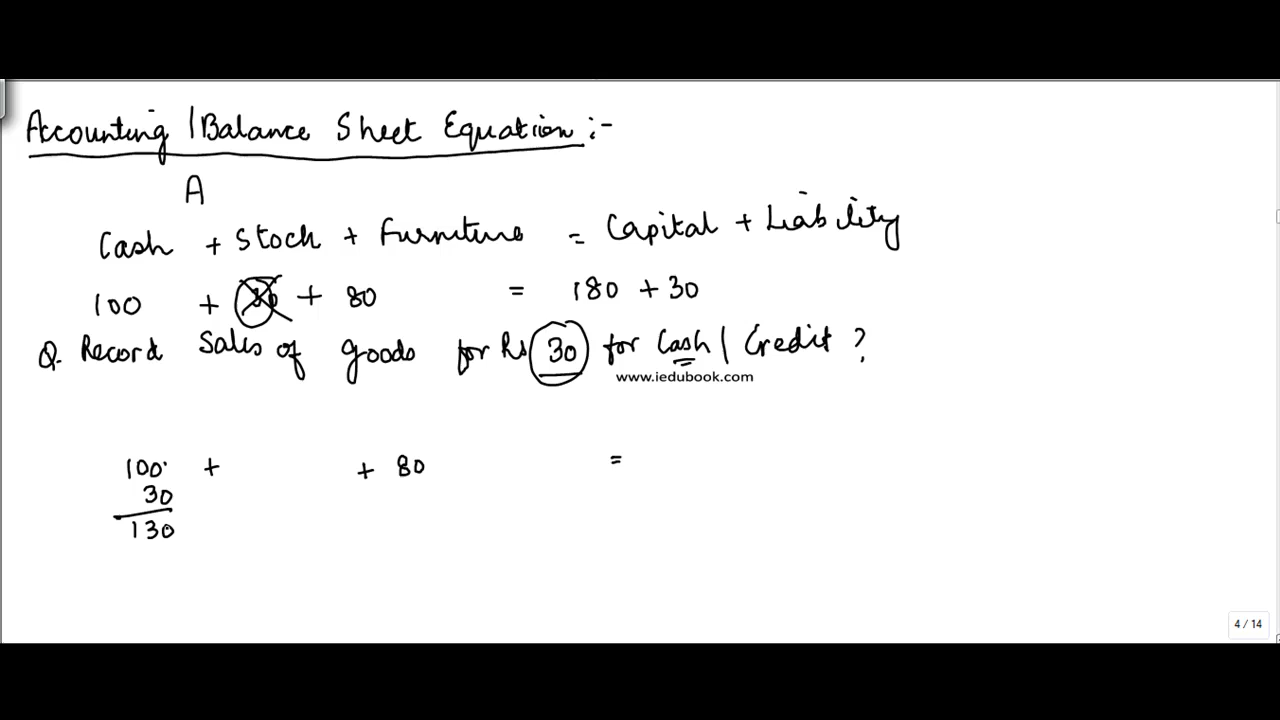 Accounting | Balance Sheet Equation :-
A
Cash + Stock + Furniture = Capital + Liability
100 + 30 + 80 = 180 + 30
Q. Record Sales of goods for Rs 30 for Cash | Credit ?
www.iedubook.com
100 + + 80 =
30
130
4 / 14